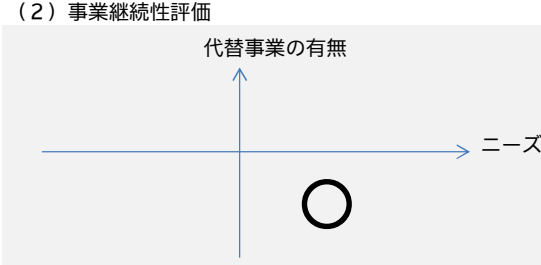 （２）事業継続性評価
代替事業の有無
ニーズ